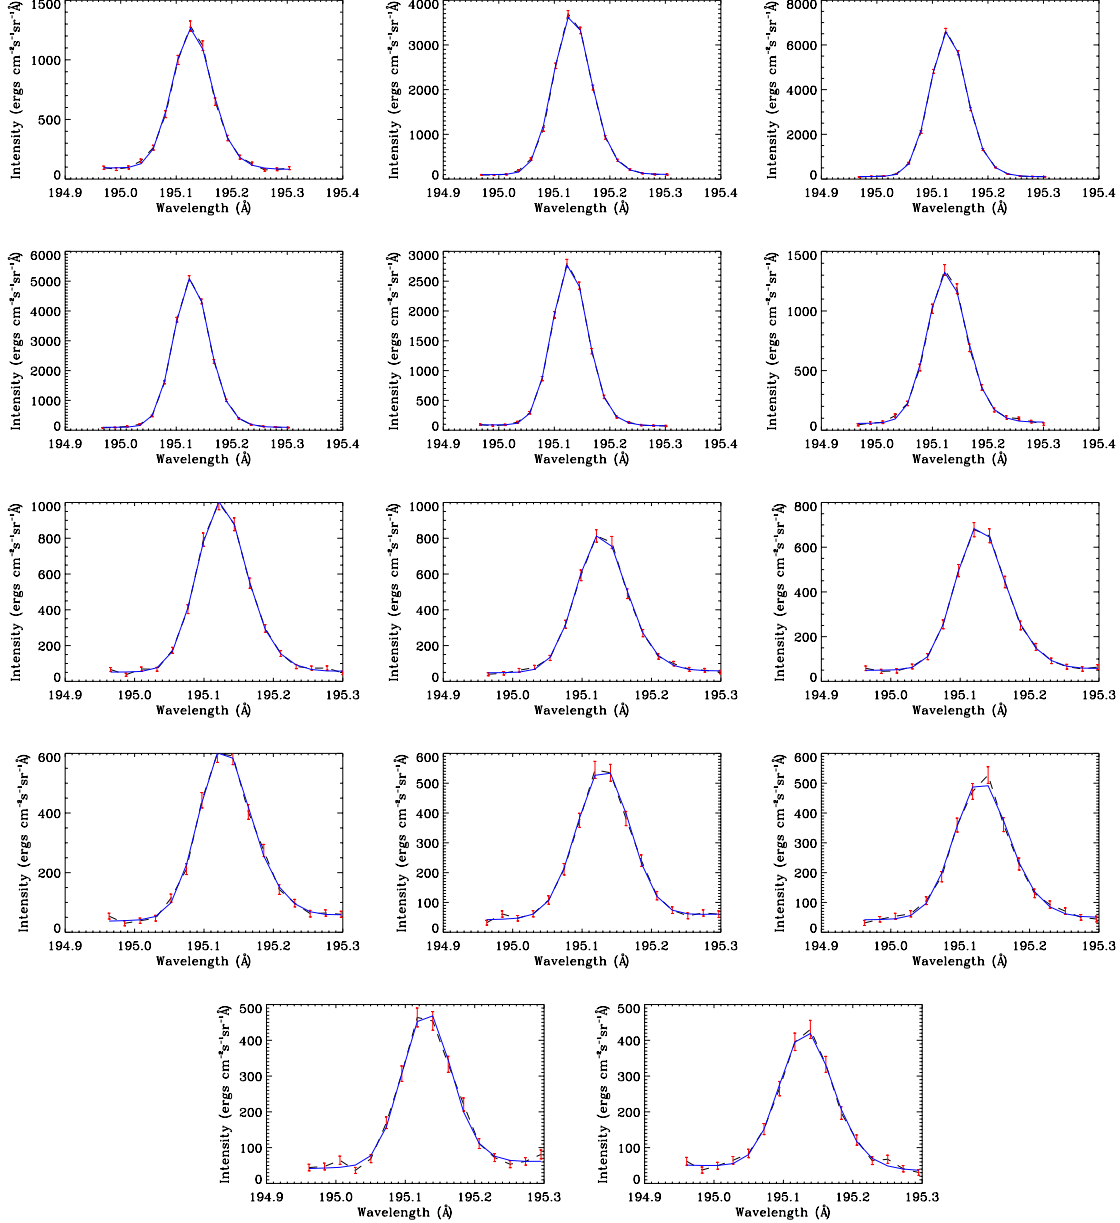 Intensity (ergs cm⁻²s⁻¹sr⁻¹Å)
1500
1000
500
0
194.9 195.0 195.1 195.2 195.3 195.4
Wavelength (Å)
Intensity (ergs cm⁻²s⁻¹sr⁻¹Å)
4000
3000
2000
1000
0
194.9 195.0 195.1 195.2 195.3 195.4
Wavelength (Å)
Intensity (ergs cm⁻²s⁻¹sr⁻¹Å)
8000
6000
4000
2000
0
194.9 195.0 195.1 195.2 195.3 195.4
Wavelength (Å)
Intensity (ergs cm⁻²s⁻¹sr⁻¹Å)
6000
5000
4000
3000
2000
1000
0
194.9 195.0 195.1 195.2 195.3 195.4
Wavelength (Å)
Intensity (ergs cm⁻²s⁻¹sr⁻¹Å)
3000
2500
2000
1500
1000
500
0
194.9 195.0 195.1 195.2 195.3 195.4
Wavelength (Å)
Intensity (ergs cm⁻²s⁻¹sr⁻¹Å)
1500
1000
500
0
194.9 195.0 195.1 195.2 195.3 195.4
Wavelength (Å)
Intensity (ergs cm⁻²s⁻¹sr⁻¹Å)
1000
800
600
400
200
0
194.9 195.0 195.1 195.2 195.3
Wavelength (Å)
Intensity (ergs cm⁻²s⁻¹sr⁻¹Å)
1000
800
600
400
200
0
194.9 195.0 195.1 195.2 195.3
Wavelength (Å)
Intensity (ergs cm⁻²s⁻¹sr⁻¹Å)
800
600
400
200
0
194.9 195.0 195.1 195.2 195.3
Wavelength (Å)
Intensity (ergs cm⁻²s⁻¹sr⁻¹Å)
600
400
200
0
194.9 195.0 195.1 195.2 195.3
Wavelength (Å)
Intensity (ergs cm⁻²s⁻¹sr⁻¹Å)
600
500
400
300
200
100
0
194.9 195.0 195.1 195.2 195.3
Wavelength (Å)
Intensity (ergs cm⁻²s⁻¹sr⁻¹Å)
600
500
400
300
200
100
0
194.9 195.0 195.1 195.2 195.3
Wavelength (Å)
Intensity (ergs cm⁻²s⁻¹sr⁻¹Å)
500
400
300
200
100
0
194.9 195.0 195.1 195.2 195.3
Wavelength (Å)
Intensity (ergs cm⁻²s⁻¹sr⁻¹Å)
500
400
300
200
100
0
194.9 195.0 195.1 195.2 195.3
Wavelength (Å)